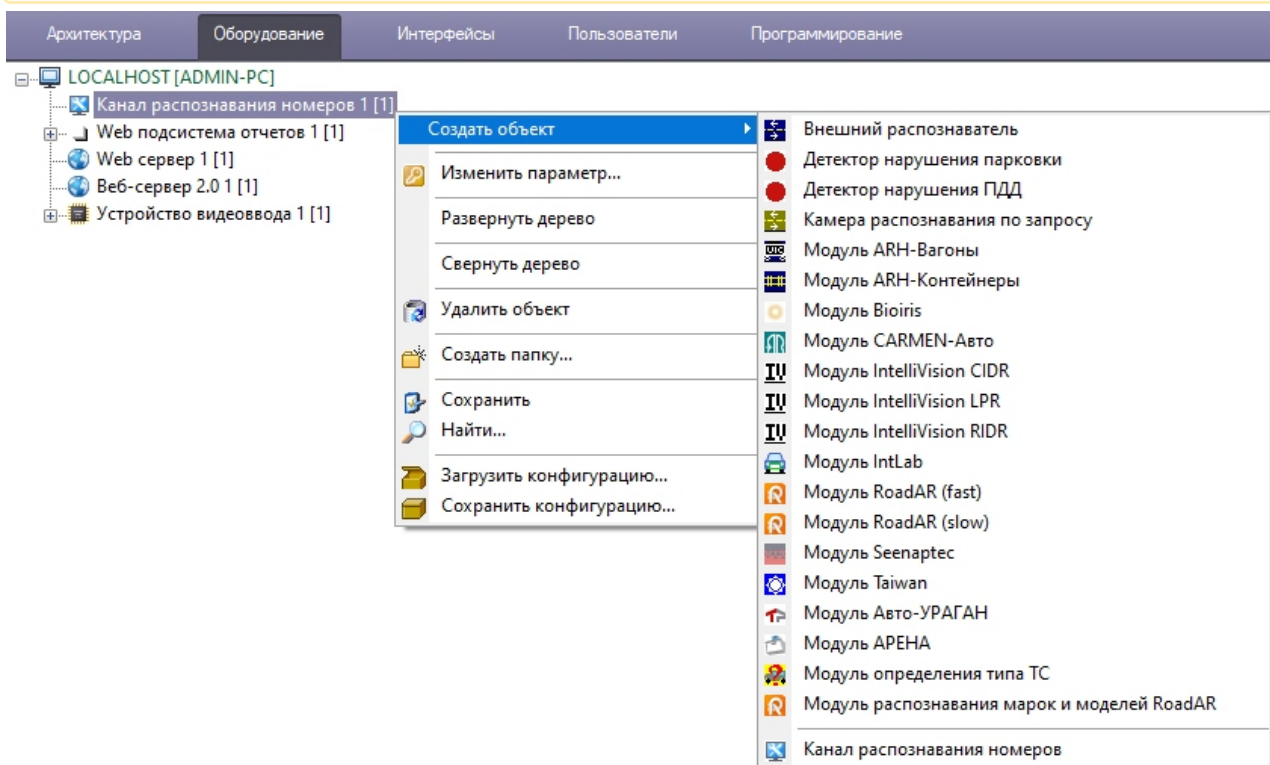 Архитектура
Оборудование
Интерфейсы
Пользователи
Программирование
LOCALHOST [ADMIN-PC]
Канал распознавания номеров 1 [1]
Web подсистема отчетов 1 [1]
Web сервер 1 [1]
Веб-сервер 2.0 1 [1]
Устройство видеоввода 1 [1]
Создать объект
Изменить параметр...
Развернуть дерево
Свернуть дерево
Удалить объект
Создать папку...
Сохранить
Найти...
Загрузить конфигурацию...
Сохранить конфигурацию...
Внешний распознаватель
Детектор нарушения парковки
Детектор нарушения ПДД
Камера распознавания по запросу
Модуль ARH-Вагоны
Модуль ARH-Контейнеры
Модуль Bioiris
Модуль CARMEN-Авто
Модуль IntelliVision CIDR
Модуль IntelliVision LPR
Модуль IntelliVision RIDR
Модуль IntLab
Модуль RoadAR (fast)
Модуль RoadAR (slow)
Модуль Seenaptec
Модуль Taiwan
Модуль Авто-УРАГАН
Модуль АРЕНА
Модуль определения типа ТС
Модуль распознавания марок и моделей RoadAR
Канал распознавания номеров